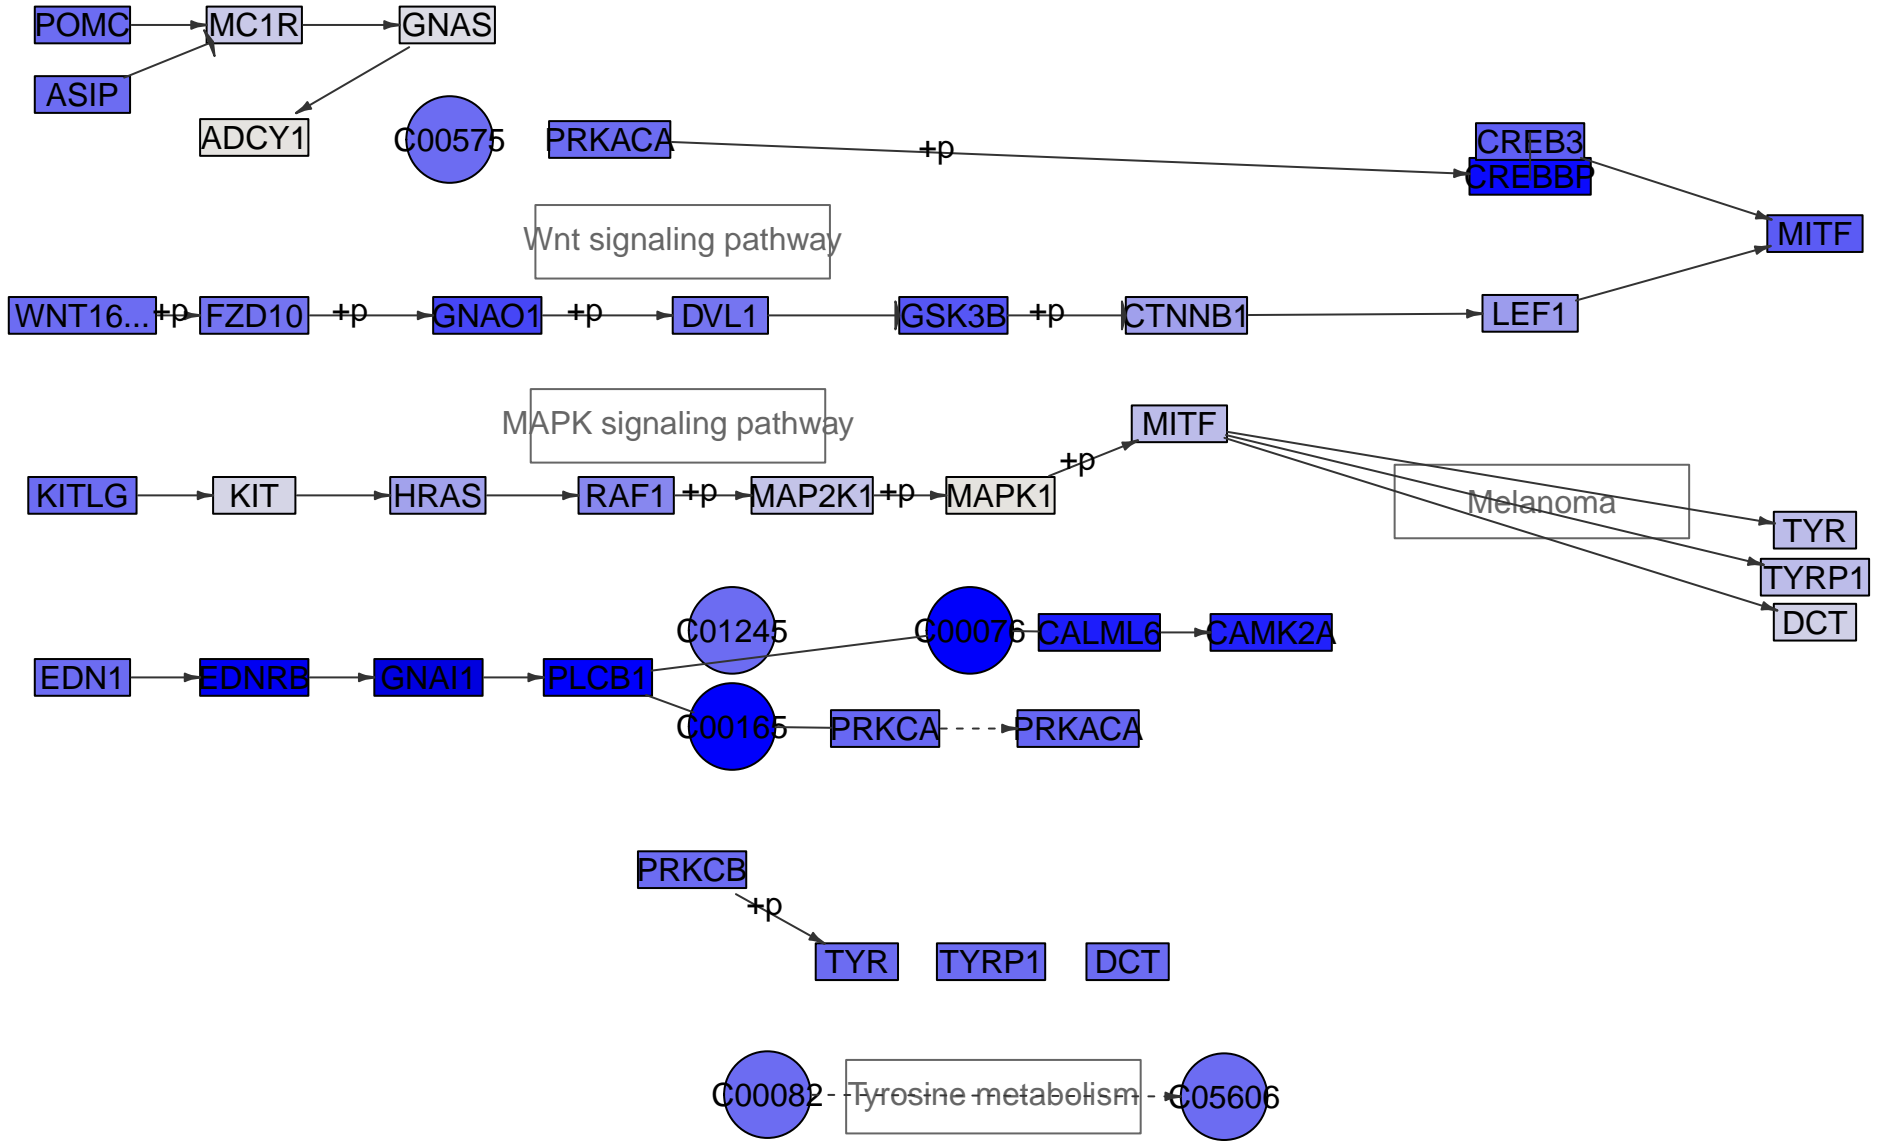 POMC
MC1R
GNAS
ASIP
ADCY1
C00575
PRKACA
+p
CREB3
CREBBP
Wnt signaling pathway
MITF
WNT16...
+p
FZD10
+p
GNAO1
+p
DVL1
GSK3B
+p
CTNNB1
LEF1
MAPK signaling pathway
MITF
+p
KITLG
KIT
HRAS
RAF1
+p
MAP2K1
+p
MAPK1
Melanoma
TYR
TYRP1
DCT
C01245
C00076
CALML6
CAMK2A
EDN1
EDNRB
GNAI1
PLCB1
C00165
PRKCA
PRKACA
PRKCB
+p
TYR
TYRP1
DCT
C00082
Tyrosine metabolism
C05606